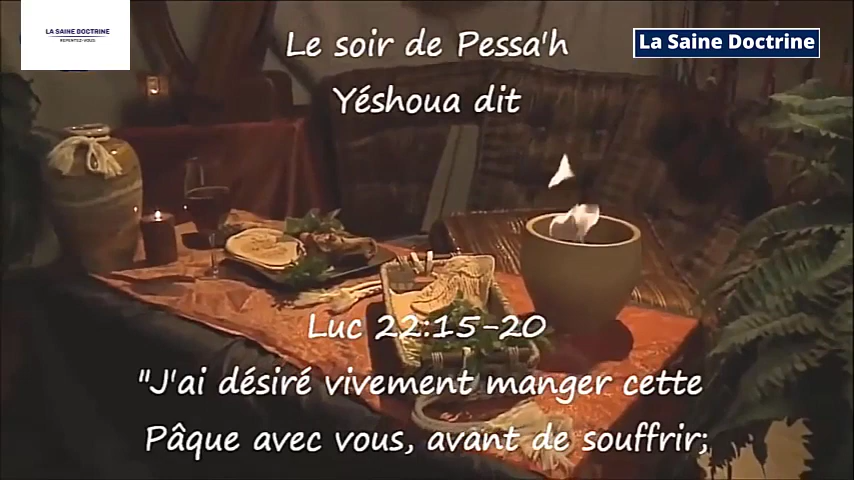 LA SAINE DOCTRINE
REPENTEZ-VOUS
La Saine Doctrine
Le soir de Pessa'h
Yéshoua dit
Luc 22:15-20
"J'ai désiré vivement manger cette
Pâque avec vous, avant de souffrir;